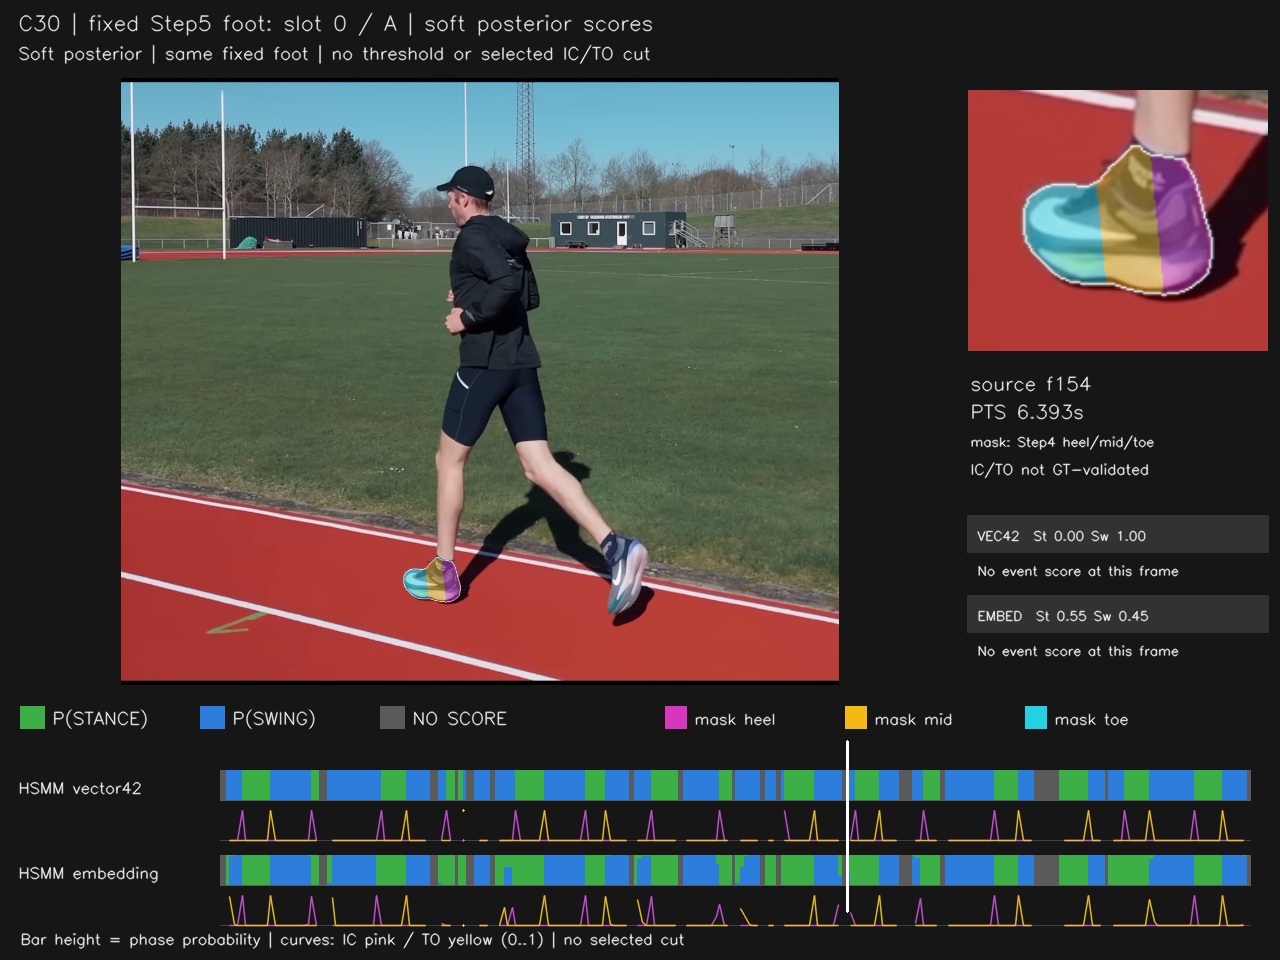 C30 | fixed Step5 foot: slot 0 / A | soft posterior scores
Soft posterior | same fixed foot | no threshold or selected IC/TO cut
source f154
PTS 6.393s
mask: Step4 heel/mid/toe
IC/TO not GT-validated
VEC42 St 0.00 Sw 1.00
No event score at this frame
EMBED St 0.55 Sw 0.45
No event score at this frame
P(STANCE) P(SWING) NO SCORE mask heel mask mid mask toe
HSMM vector42
HSMM embedding
Bar height = phase probability | curves: IC pink / TO yellow (0..1) | no selected cut